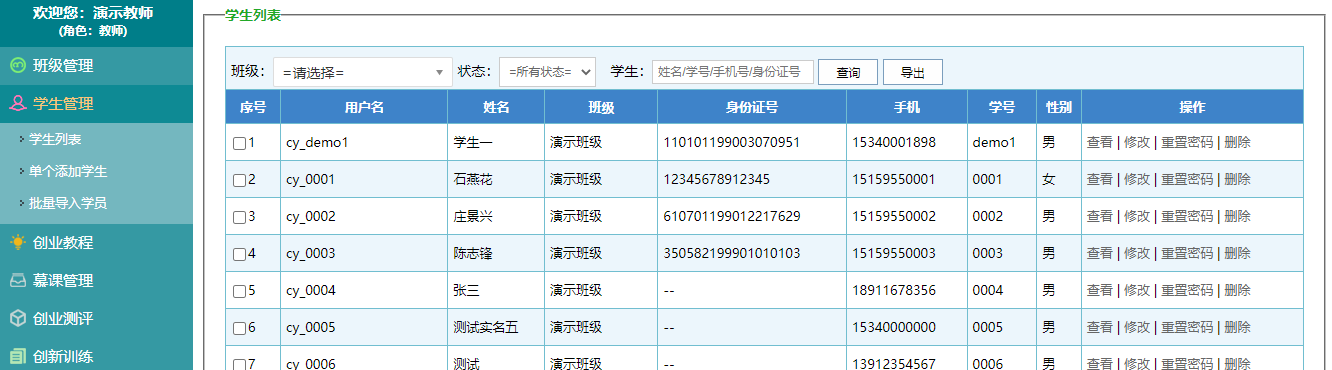 欢迎您：演示教师
(角色：教师)
班级管理
学生管理
学生列表
单个添加学生
批量导入学员
创业教程
慕课管理
创业测评
创新训练
学生列表
班级： =请选择= 状态： =所有状态= 学生： 姓名/学号/手机号/身份证号 查询 导出
序号 用户名 姓名 班级 身份证号 手机 学号 性别 操作
1 cy_demo1 学生一 演示班级 110101199003070951 15340001898 demo1 男 查看 | 修改 | 重置密码 | 删除
2 cy_0001 石燕花 演示班级 12345678912345 15159550001 0001 女 查看 | 修改 | 重置密码 | 删除
3 cy_0002 庄景兴 演示班级 610701199012217629 15159550002 0002 男 查看 | 修改 | 重置密码 | 删除
4 cy_0003 陈志锋 演示班级 350582199901010103 15159550003 0003 男 查看 | 修改 | 重置密码 | 删除
5 cy_0004 张三 演示班级 -- 18911678356 0004 男 查看 | 修改 | 重置密码 | 删除
6 cy_0005 测试实名五 演示班级 -- 15340000000 0005 男 查看 | 修改 | 重置密码 | 删除
7 cy_0006 测试 演示班级 -- 13912354567 0006 男 查看 | 修改 | 重置密码 | 删除